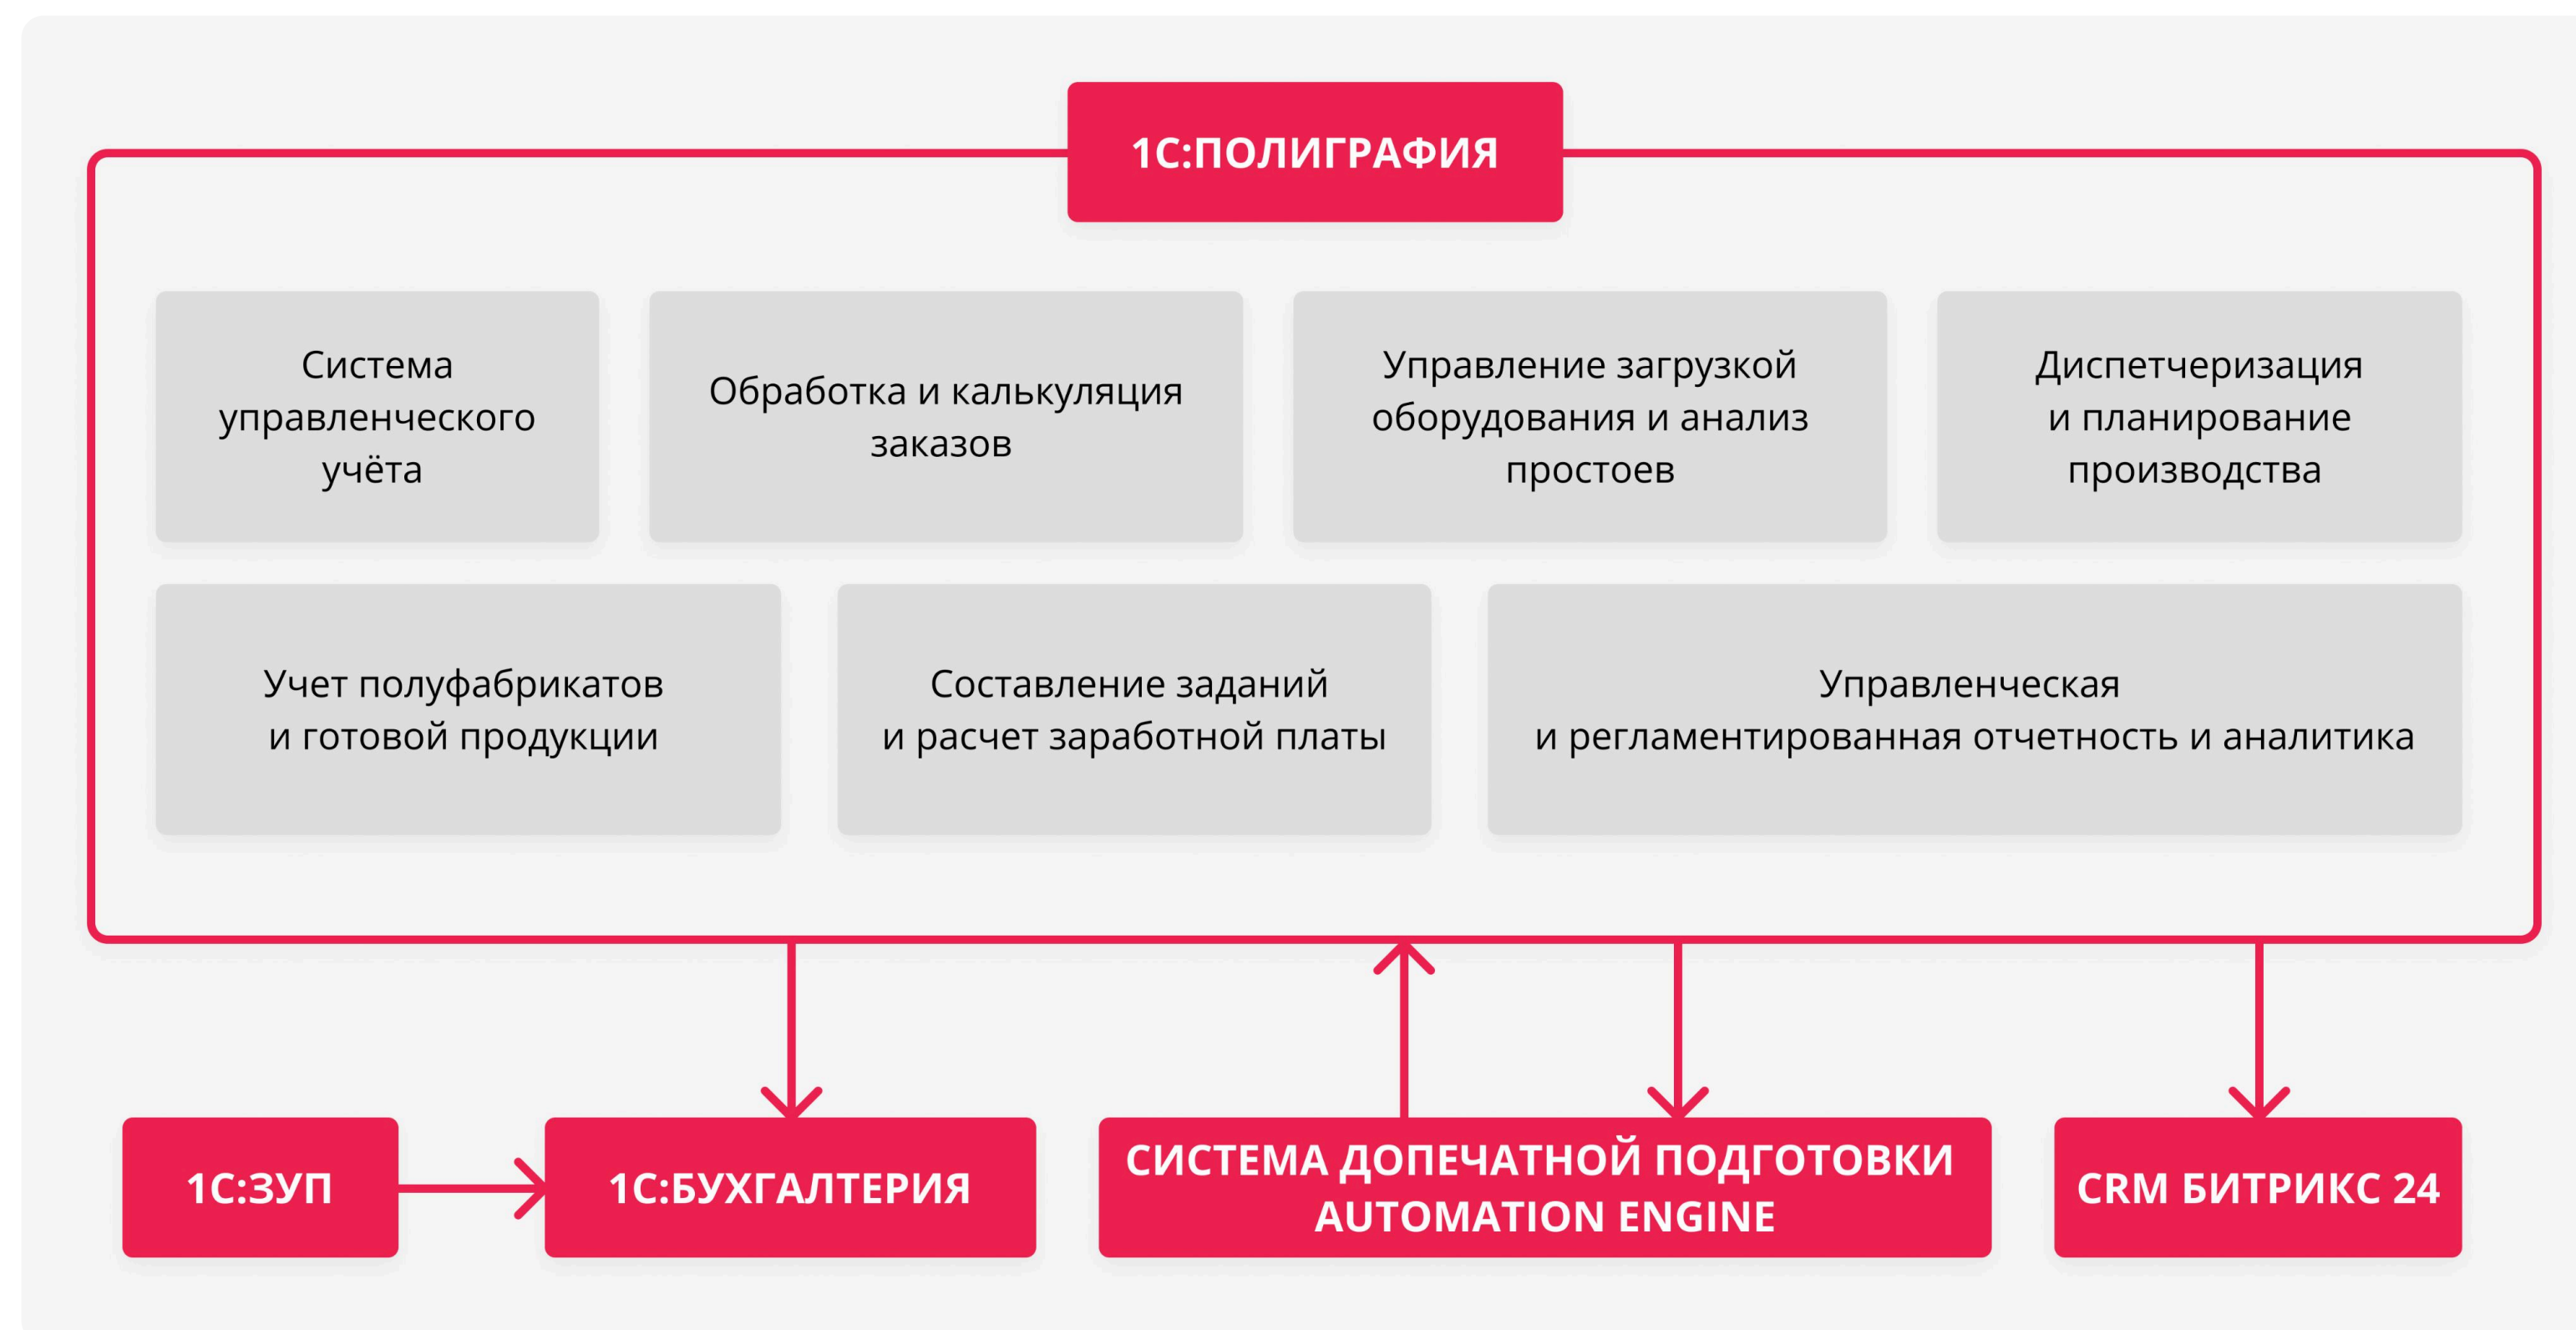 1С:ПОЛИГРАФИЯ
Система
управленческого
учёта
Обработка и калькуляция
заказов
Управление загрузкой
оборудования и анализ
простоев
Диспетчеризация
и планирование
производства
Учет полуфабрикатов
и готовой продукции
Составление заданий
и расчет заработной платы
Управленческая
и регламентированная отчетность и аналитика
1С:ЗУП
1С:БУХГАЛТЕРИЯ
СИСТЕМА ДОПЕЧАТНОЙ ПОДГОТОВКИ
AUTOMATION ENGINE
CRM БИТРИКС 24